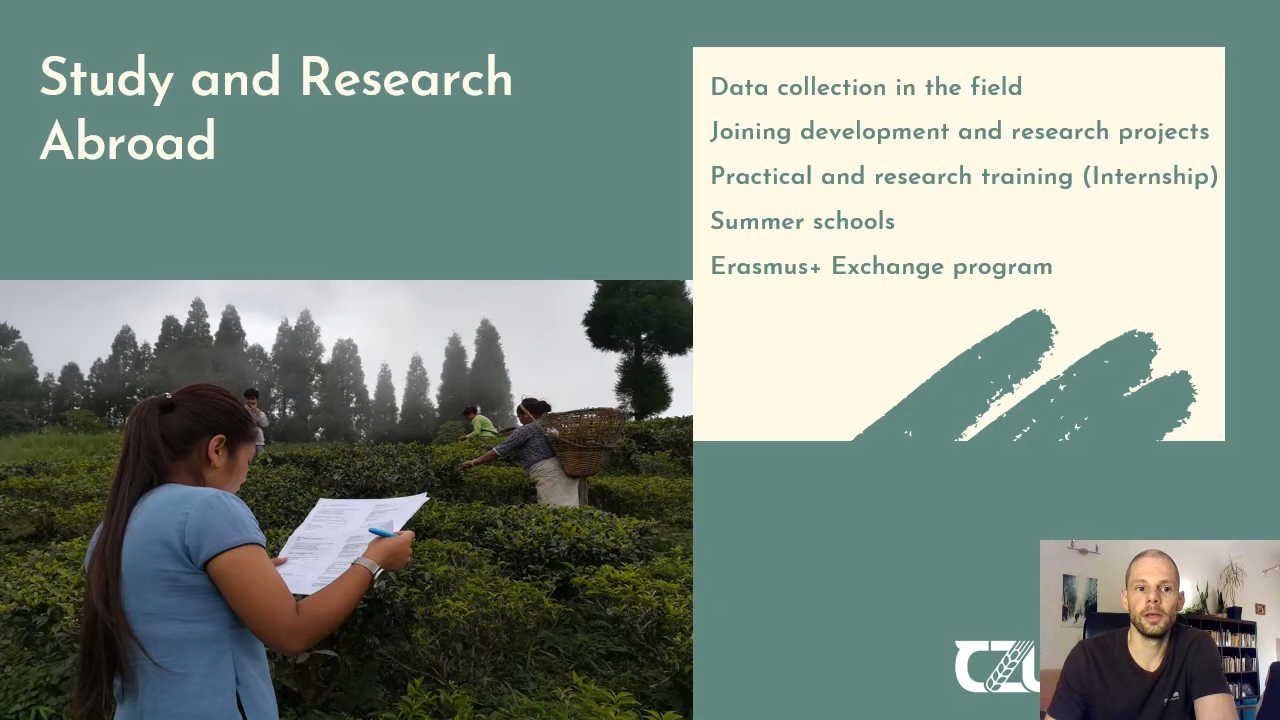 Study and Research
Abroad
Data collection in the field
Joining development and research projects
Practical and research training (Internship)
Summer schools
Erasmus+ Exchange program